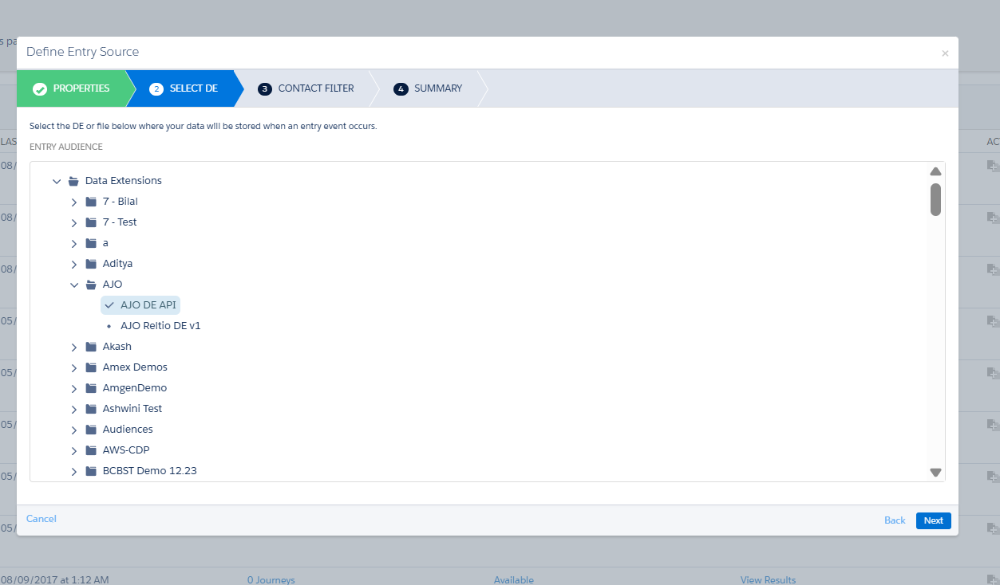 s pa
Define Entry Source
×
PROPERTIES
2 SELECT DE
3 CONTACT FILTER
4 SUMMARY
Select the DE or file below where your data will be stored when an entry event occurs.
LAS
ENTRY AUDIENCE
AC
Data Extensions
7 - Bilal
7 - Test
a
Aditya
AJO
AJO DE API
AJO Reltio DE v1
Akash
Amex Demos
AmgenDemo
Ashwini Test
Audiences
AWS-CDP
BCBST Demo 12.23
08/
08/
08/
05/
05/
05/
05/
05/
Cancel
Back
Next
08/09/2017 at 1:12 AM
0 Journeys
Available
View Results